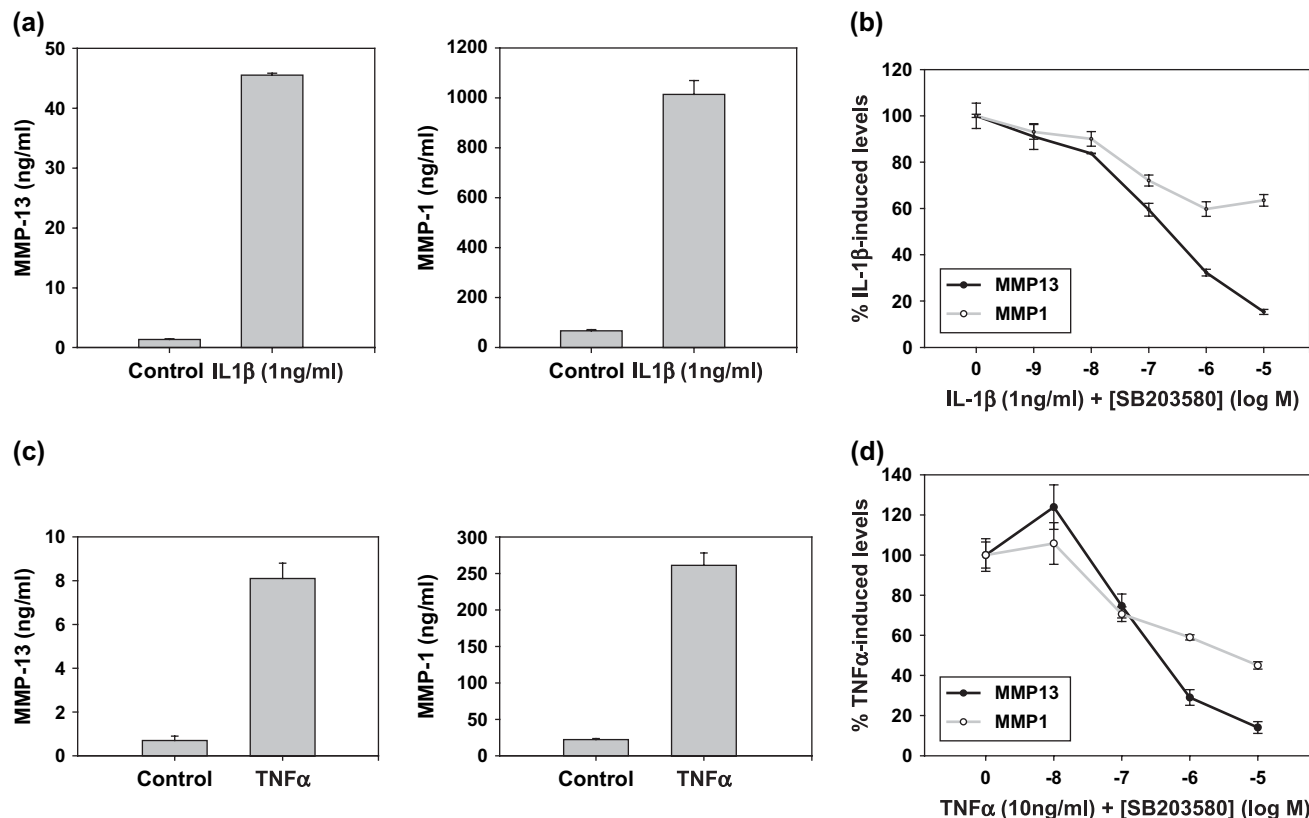 (a)
MMP-13 (ng/ml)
50
40
30
20
10
0
Control IL1β (1ng/ml)
MMP-1 (ng/ml)
1200
1000
800
600
400
200
0
Control IL1β (1ng/ml)
(b)
% IL-1β-induced levels
120
100
80
60
40
20
0
MMP13
MMP1
0 -9 -8 -7 -6 -5
IL-1β (1ng/ml) + [SB203580] (log M)
(c)
MMP-13 (ng/ml)
10
8
6
4
2
0
Control TNFα
MMP-1 (ng/ml)
300
250
200
150
100
50
0
Control TNFα
(d)
% TNFα-induced levels
140
120
100
80
60
40
20
0
MMP13
MMP1
0 -8 -7 -6 -5
TNFα (10ng/ml) + [SB203580] (log M)